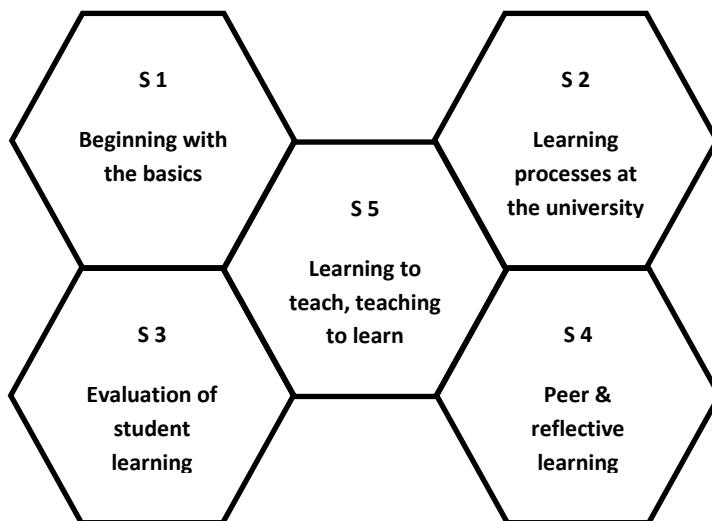 S 1
Beginning with
the basics
S 2
Learning
processes at
the university
S 5
Learning to
teach, teaching
to learn
S 3
Evaluation of
student
learning
S 4
Peer &
reflective
learning